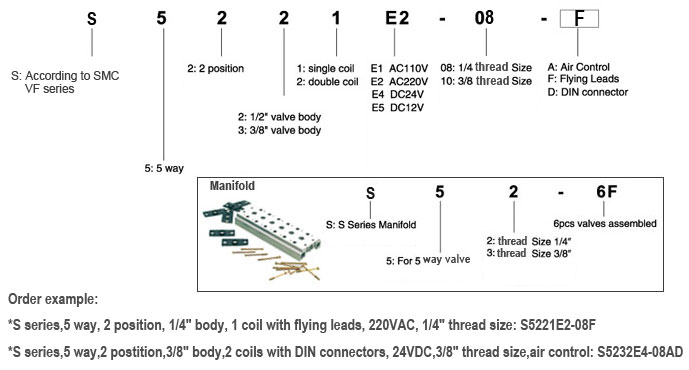 S 5 2 2 1 E2 - 08 - F
S: According to SMC
VF series
2: 2 position
1: single coil
2: double coil
E1 AC110V
E2 AC220V
E4 DC24V
E5 DC12V
08: 1/4 thread Size
10: 3/8 thread Size
A: Air Control
F: Flying Leads
D: DIN connector
2: 1/2" valve body
3: 3/8" valve body
5: 5 way
Manifold
S 5 2 - 6F
S: S Series Manifold
6pcs valves assembled
2: thread Size 1/4"
3: thread Size 3/8"
5: For 5 way valve
Order example:
*S series,5 way, 2 position, 1/4" body, 1 coil with flying leads, 220VAC, 1/4" thread size: S5221E2-08F
*S series,5 way,2 postition,3/8" body,2 coils with DIN connectors, 24VDC,3/8" thread size,air control: S5232E4-08AD